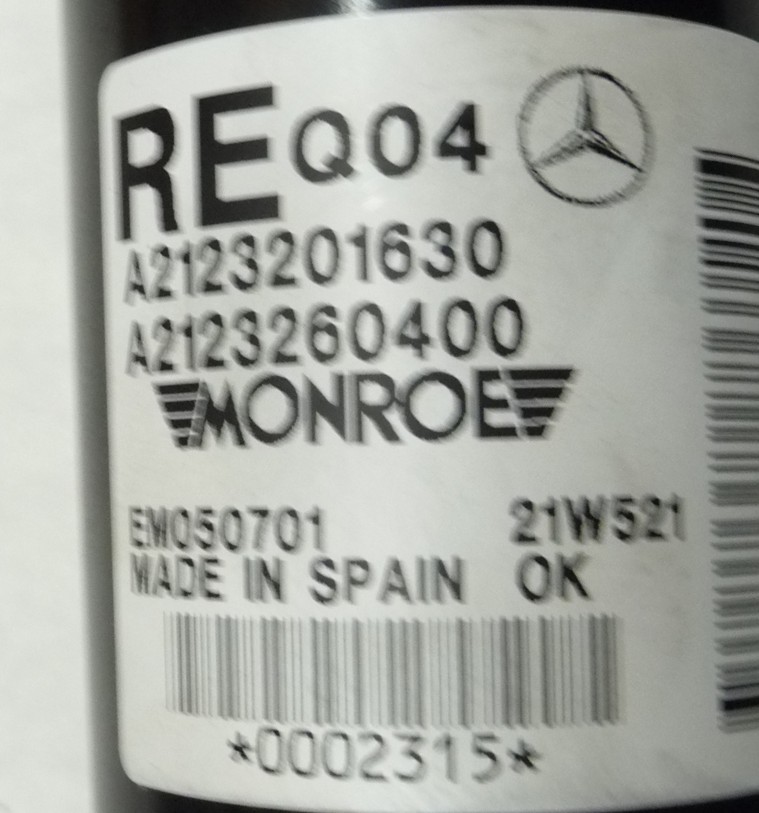 RE Q04
A2123201630
A2123260400
MONROE
EM050701 21W521
MADE IN SPAIN OK
*0002315*